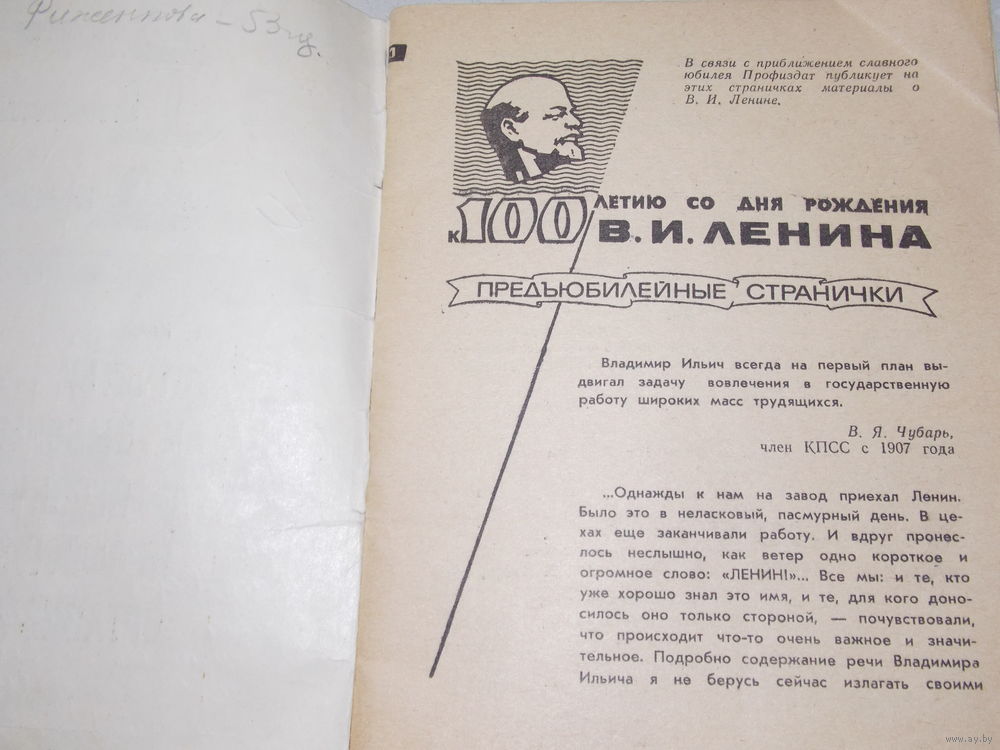 – 53
1
В связи с приближением славного
юбилея Профиздат публикует на
этих страничках материалы о
В. И. Ленине.
К 100 ЛЕТИЮ СО ДНЯ РОЖДЕНИЯ
В. И. ЛЕНИНА
ПРЕДЪЮБИЛЕЙНЫЕ СТРАНИЧКИ
Владимир Ильич всегда на первый план вы-
двигал задачу вовлечения в государственную
работу широких масс трудящихся.
В. Я. Чубарь,
член КПСС с 1907 года
...Однажды к нам на завод приехал Ленин.
Было это в неласковый, пасмурный день. В це-
хах еще заканчивали работу. И вдруг пронес-
лось неслышно, как ветер одно короткое и
огромное слово: «ЛЕНИН!»... Все мы: и те, кто
уже хорошо знал это имя, и те, для кого доно-
силось оно только стороной, — почувствовали,
что происходит что-то очень важное и значи-
тельное. Подробно содержание речи Владимира
Ильича я не берусь сейчас излагать своими
www.ay.by